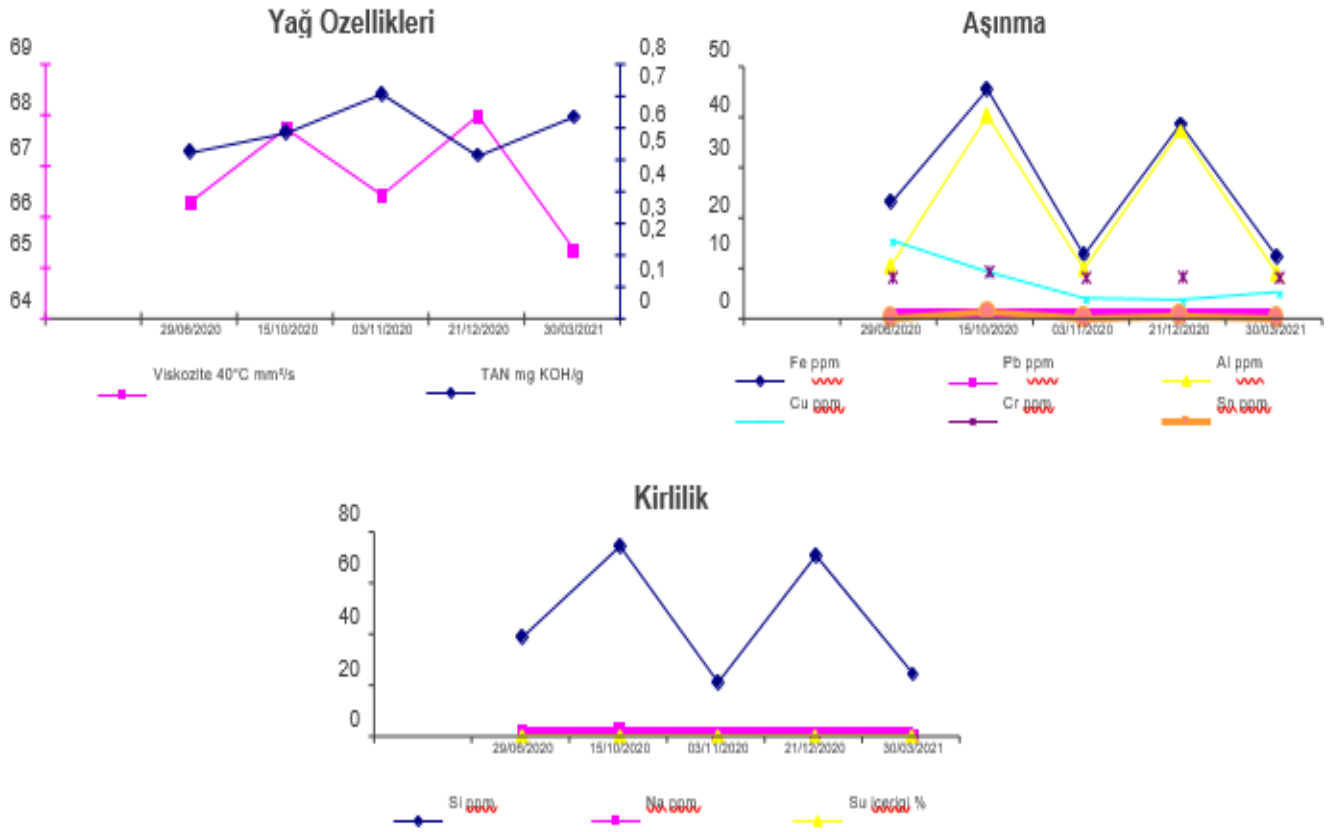 Yağ Ozellikleri
69
68
67
66
65
64
0,8
0,7
0,6
0,5
0,4
0,3
0,2
0,1
0
29/06/2020 15/10/2020 03/11/2020 21/12/2020 30/03/2021
Viskozite 40°C mm²/s TAN mg KOH/g
Aşınma
50
40
30
20
10
0
29/06/2020 15/10/2020 03/11/2020 21/12/2020 30/03/2021
Fe ppm Pb ppm Al ppm
Cu ppm Cr ppm Sn ppm
Kirlilik
80
60
40
20
0
29/06/2020 15/10/2020 03/11/2020 21/12/2020 30/03/2021
Si ppm Na ppm Su içerigi %